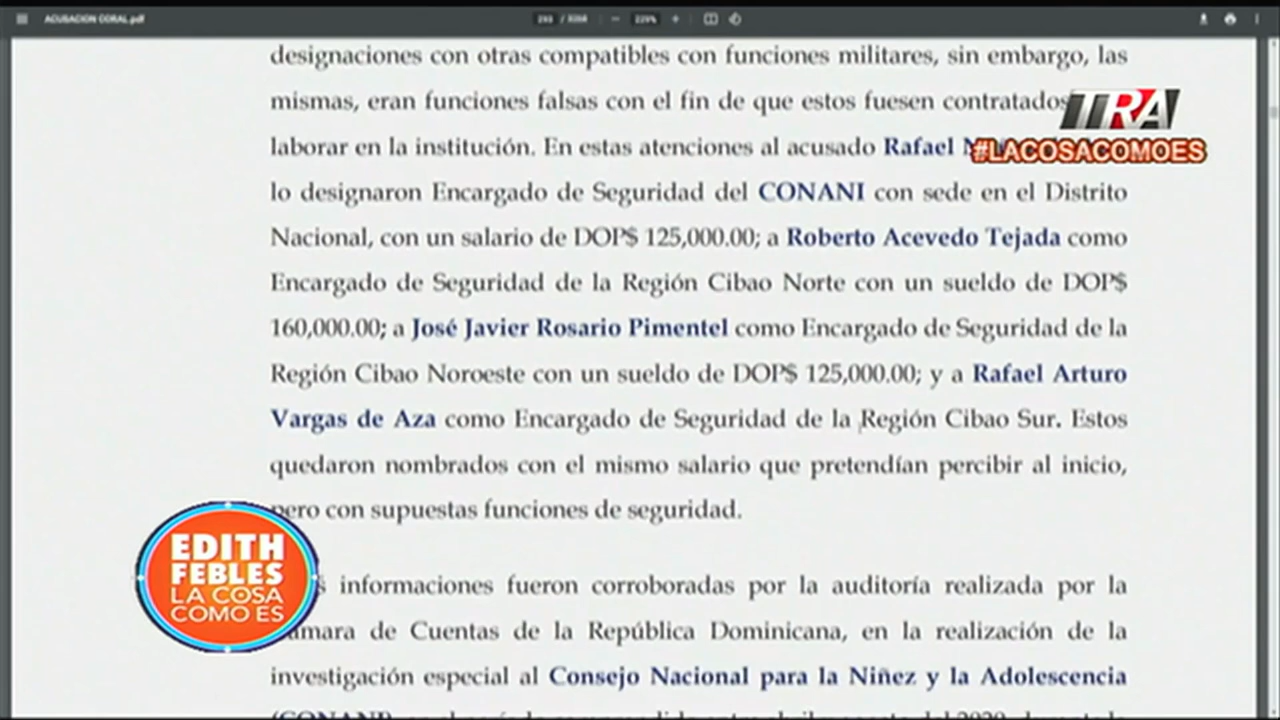 ACUSACION CORAL.pdf
designaciones con otras compatibles con funciones militares, sin embargo, las
mismas, eran funciones falsas con el fin de que estos fuesen contratados
TRA
laborar en la institución. En estas atenciones al acusado Rafael
#LACOSACOMOES
lo designaron Encargado de Seguridad del CONANI con sede en el Distrito
Nacional, con un salario de DOP$ 125,000.00; a Roberto Acevedo Tejada como
Encargado de Seguridad de la Región Cibao Norte con un sueldo de DOP$
160,000.00; a José Javier Rosario Pimentel como Encargado de Seguridad de la
Región Cibao Noroeste con un sueldo de DOP$ 125,000.00; y a Rafael Arturo
Vargas de Aza como Encargado de Seguridad de la Región Cibao Sur. Estos
quedaron nombrados con el mismo salario que pretendían percibir al inicio,
pero con supuestas funciones de seguridad.
EDITH
FEBLES
LA COSA
COMO ES
informaciones fueron corroboradas por la auditoría realizada por la
de Cuentas de la República Dominicana, en la realización de la
investigación especial al Consejo Nacional para la Niñez y la Adolescencia